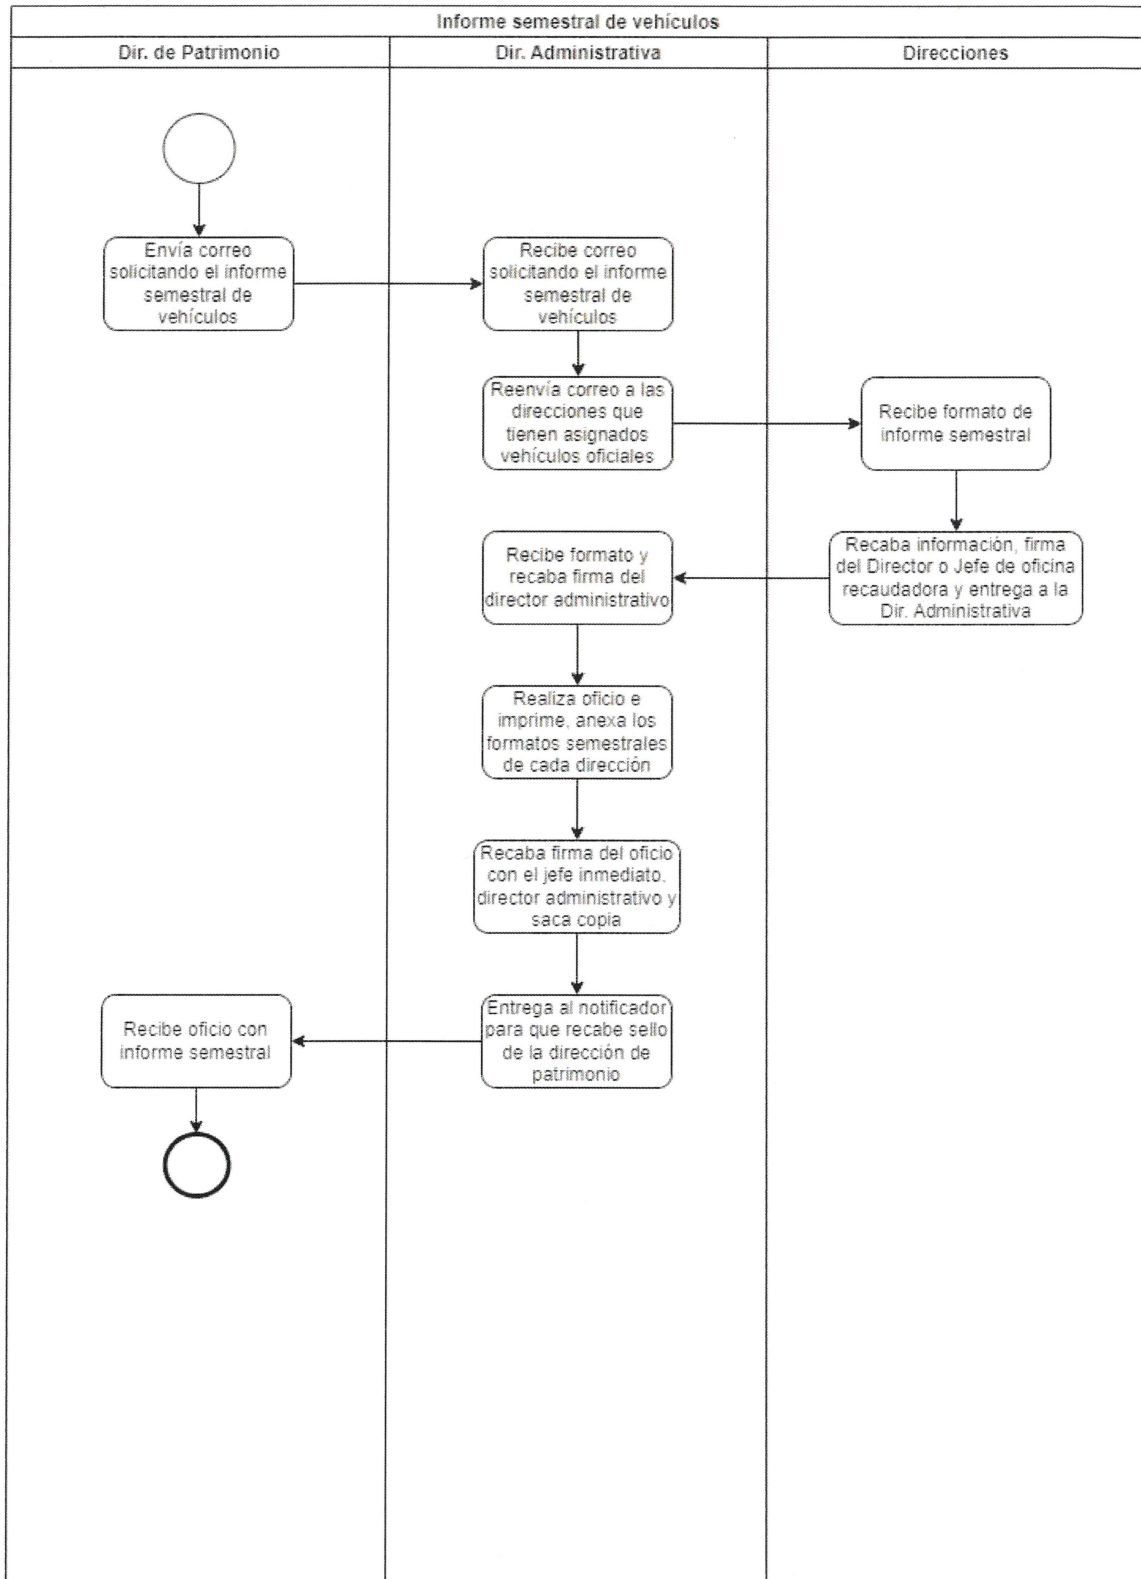 Informe semestral de vehículos
Dir. de Patrimonio
Dir. Administrativa
Direcciones
Envía correo
solicitando el informe
semestral de
vehículos
Recibe correo
solicitando el informe
semestral de
vehículos
Reenvía correo a las
direcciones que
tienen asignados
vehículos oficiales
Recibe formato de
informe semestral
Recaba información, firma
del Director o Jefe de oficina
recaudadora y entrega a la
Dir. Administrativa
Recibe formato y
recaba firma del
director administrativo
Realiza oficio e
imprime, anexa los
formatos semestrales
de cada dirección
Recaba firma del oficio
con el jefe inmediato,
director administrativo y
saca copia
Entrega al notificador
para que recabe sello
de la dirección de
patrimonio
Recibe oficio con
informe semestral